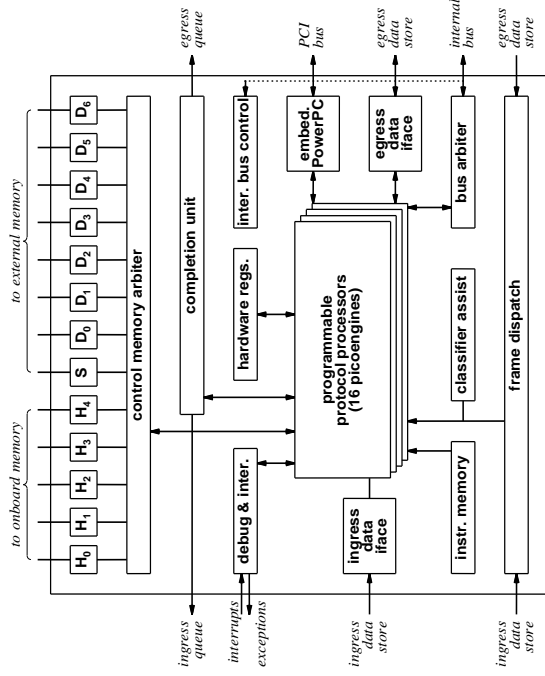 to onboard memory
to external memory
H0 H1 H2 H3 H4 S D0 D1 D2 D3 D4 D5 D6
control memory arbiter
ingress
queue
completion unit
egress
queue
interrupts
exceptions
debug & inter.
hardware regs.
inter. bus control
ingress
data
store
ingress
data
iface
programmable
protocol processors
(16 picoengines)
embed.
PowerPC
PCI
bus
egress
data
iface
egress
data
store
instr. memory
classifier assist
bus arbiter
internal
bus
ingress
data
store
frame dispatch
egress
data
store